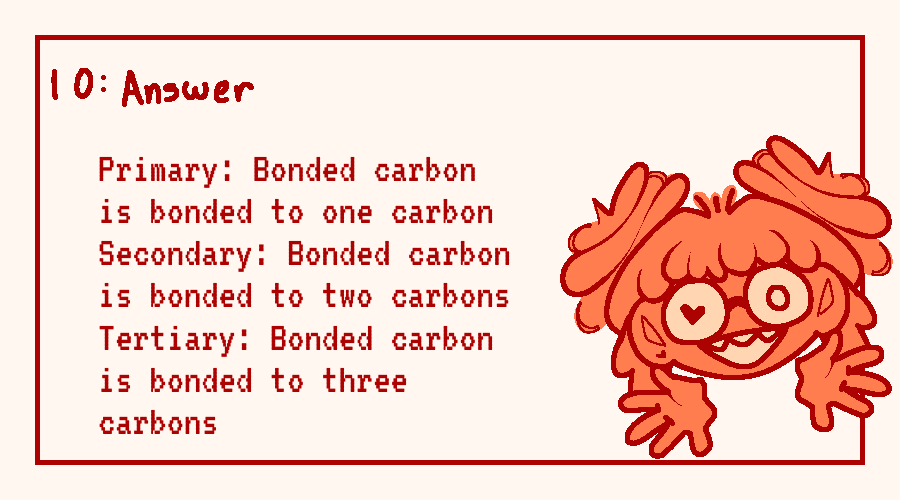 10: Answer
Primary: Bonded carbon
is bonded to one carbon
Secondary: Bonded carbon
is bonded to two carbons
Tertiary: Bonded carbon
is bonded to three
carbons